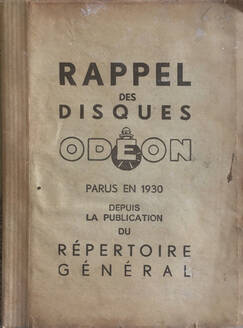 RAPPEL
DES
DISQUES
ODEON
PARUS EN 1930
DEPUIS
LA PUBLICATION
DU
RÉPERTOIRE
GÉNÉRAL